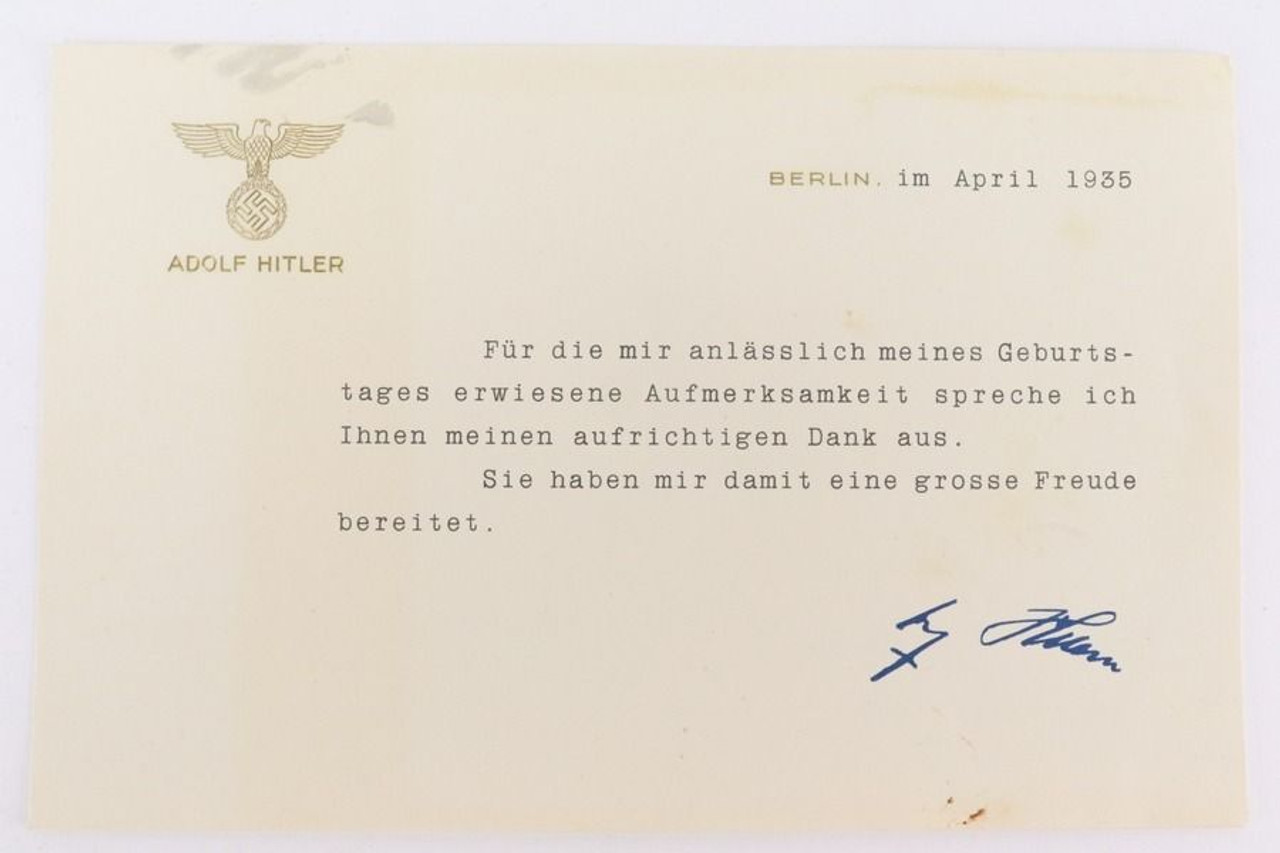 ADOLF HITLER
BERLIN, im April 1935
Für die mir anlässlich meines Geburts-
tages erwiesene Aufmerksamkeit spreche ich
Ihnen meinen aufrichtigen Dank aus.
Sie haben mir damit eine grosse Freude
bereitet.